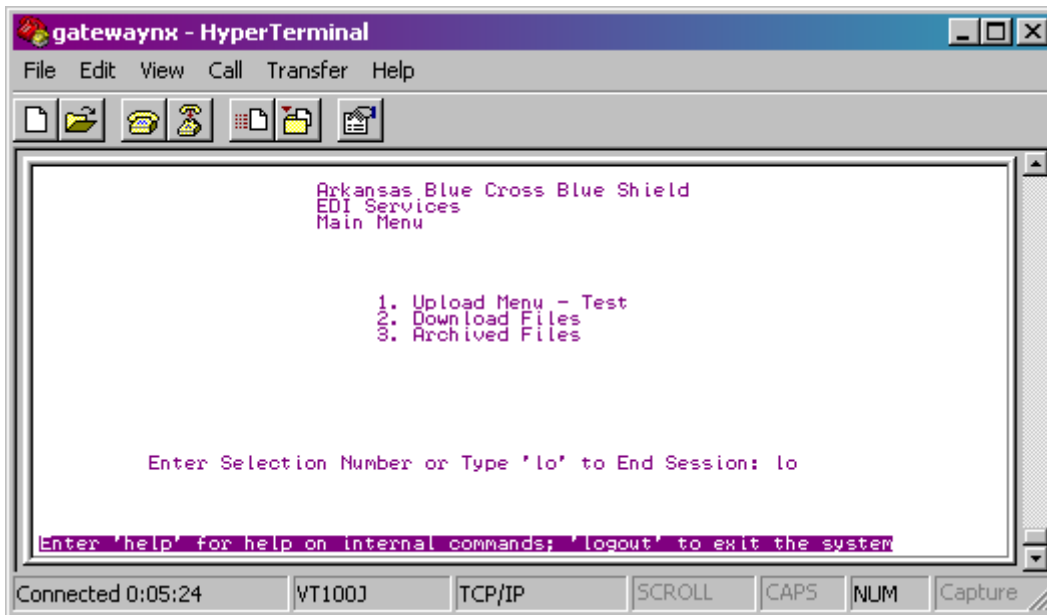 gatewaynx - HyperTerminal
File Edit View Call Transfer Help
Arkansas Blue Cross Blue Shield
EDI Services
Main Menu
1. Upload Menu - Test
2. Download Files
3. Archived Files
Enter Selection Number or Type 'lo' to End Session: lo
Enter 'help' for help on internal commands; 'logout' to exit the system
Connected 0:05:24 VT100J TCP/IP SCROLL CAPS NUM Capture